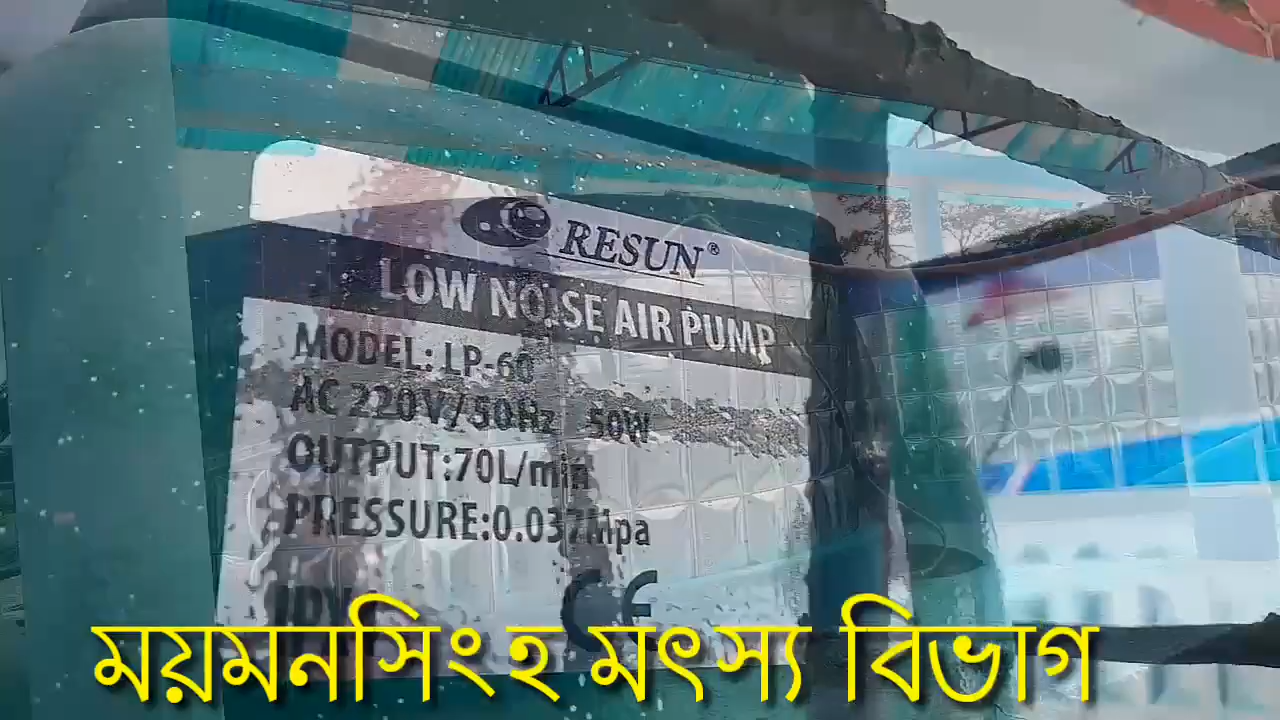 RESUN®
LOW NOISE AIR PUMP
MODEL: LP-60
AC 220V/50Hz 50W
OUTPUT:70L/min
PRESSURE:0.037Mpa
CE
ময়মনসিংহ মৎস্য বিভাগ